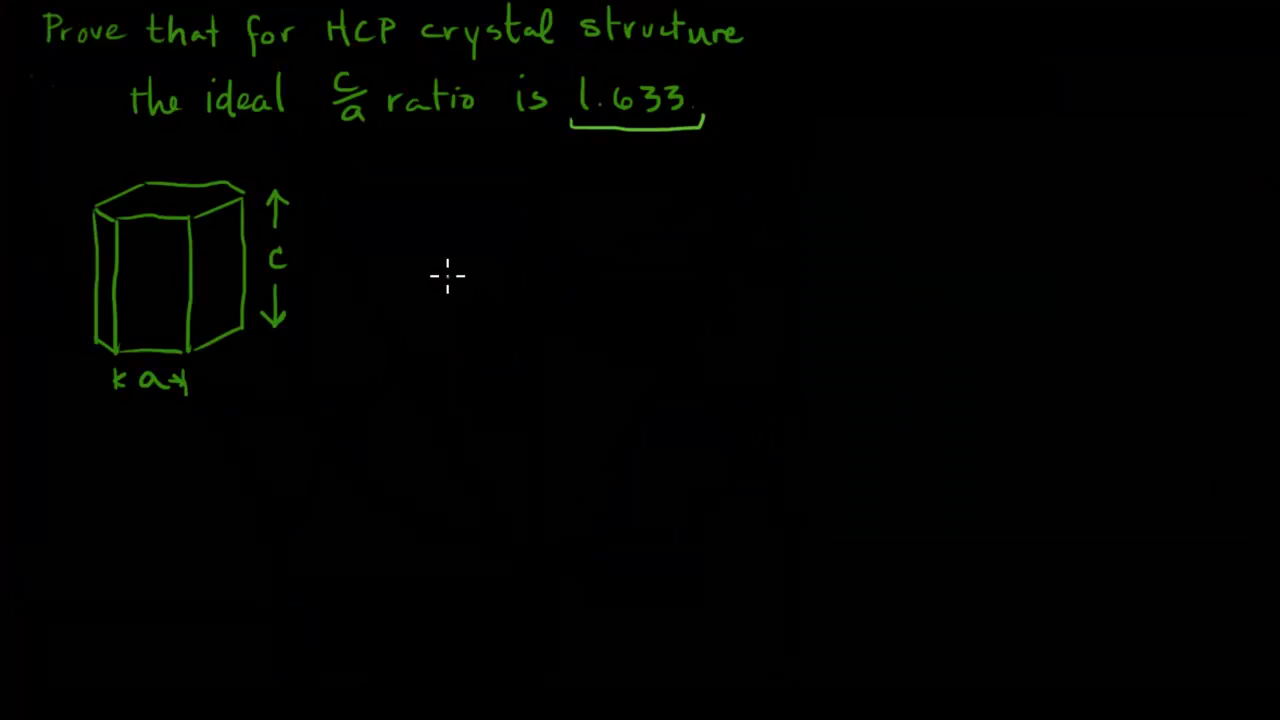 Prove that for HCP crystal structure
the ideal c/a ratio is 1.633.
c
a